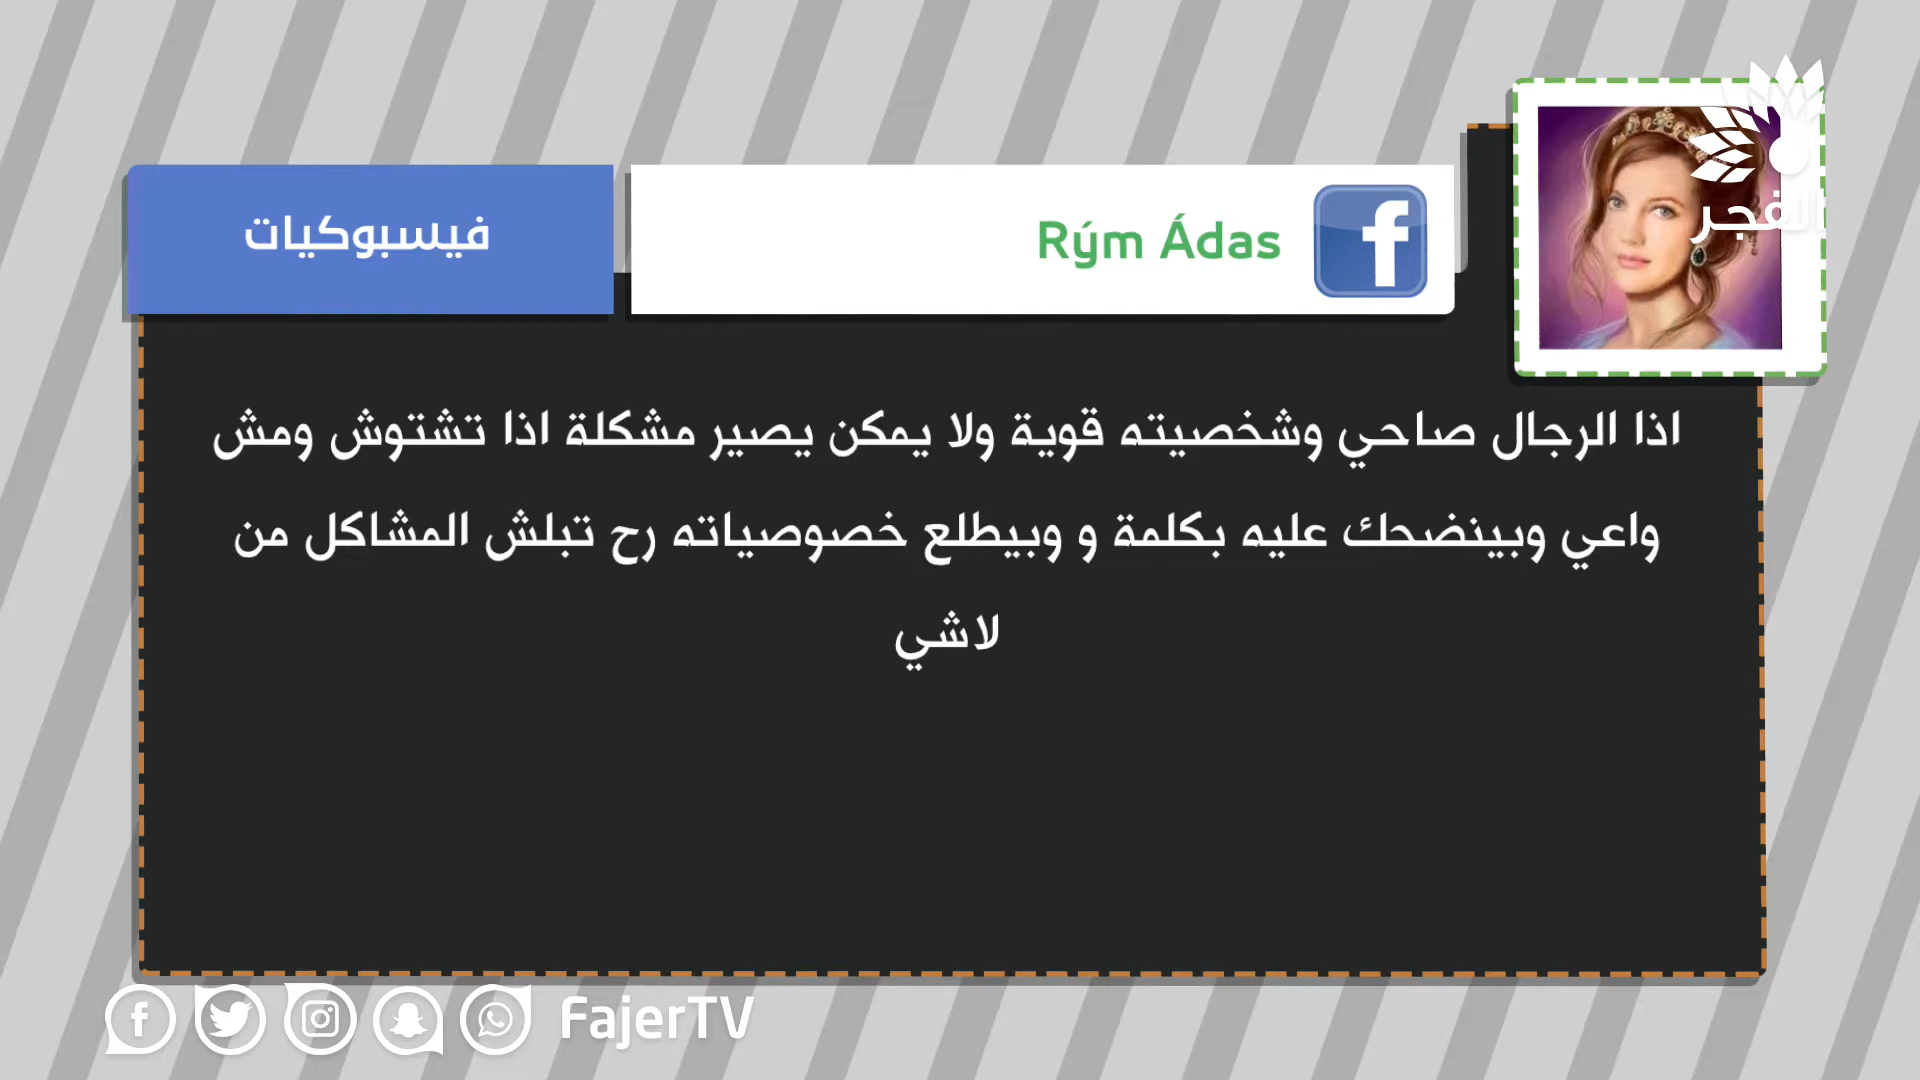 الفجر
فيسبوكيات
Rým Ádas
اذا الرجال صاحي وشخصيته قوية ولا يمكن يصير مشكلة اذا تشتوش ومش
واعي وبينضحك عليه بكلمة و وبيطلع خصوصياته رح تبلش المشاكل من
لاشي
FajerTV